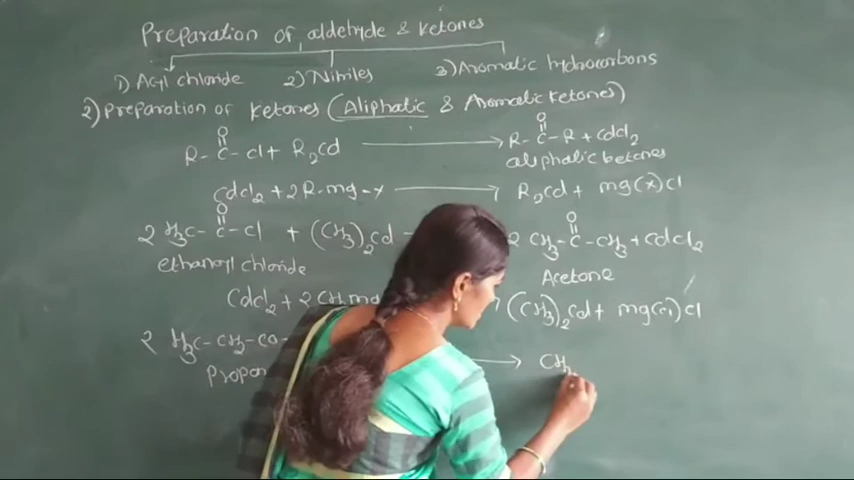 Preparation of aldehyde & ketones
1) Acyl chloride 2) Nitriles 3) Aromatic hydrocarbons
2) Preparation of ketones (Aliphatic & Aromatic ketones)
R-C(=O)-Cl + R₂Cd → R-C(=O)-R + CdCl₂
aliphatic ketones
CdCl₂ + 2R-mg-x → R₂Cd + mg(x)Cl
2 H₃C-C(=O)-Cl + (CH₃)₂Cd 2 CH₃-C(=O)-CH₃ + CdCl₂
ethanoyl chloride Acetone
CdCl₂ + 2 CH₃mg (CH₃)₂Cd + mg(Cl)Cl
2 H₃C-CH₂-CO- → CH₃
Propan